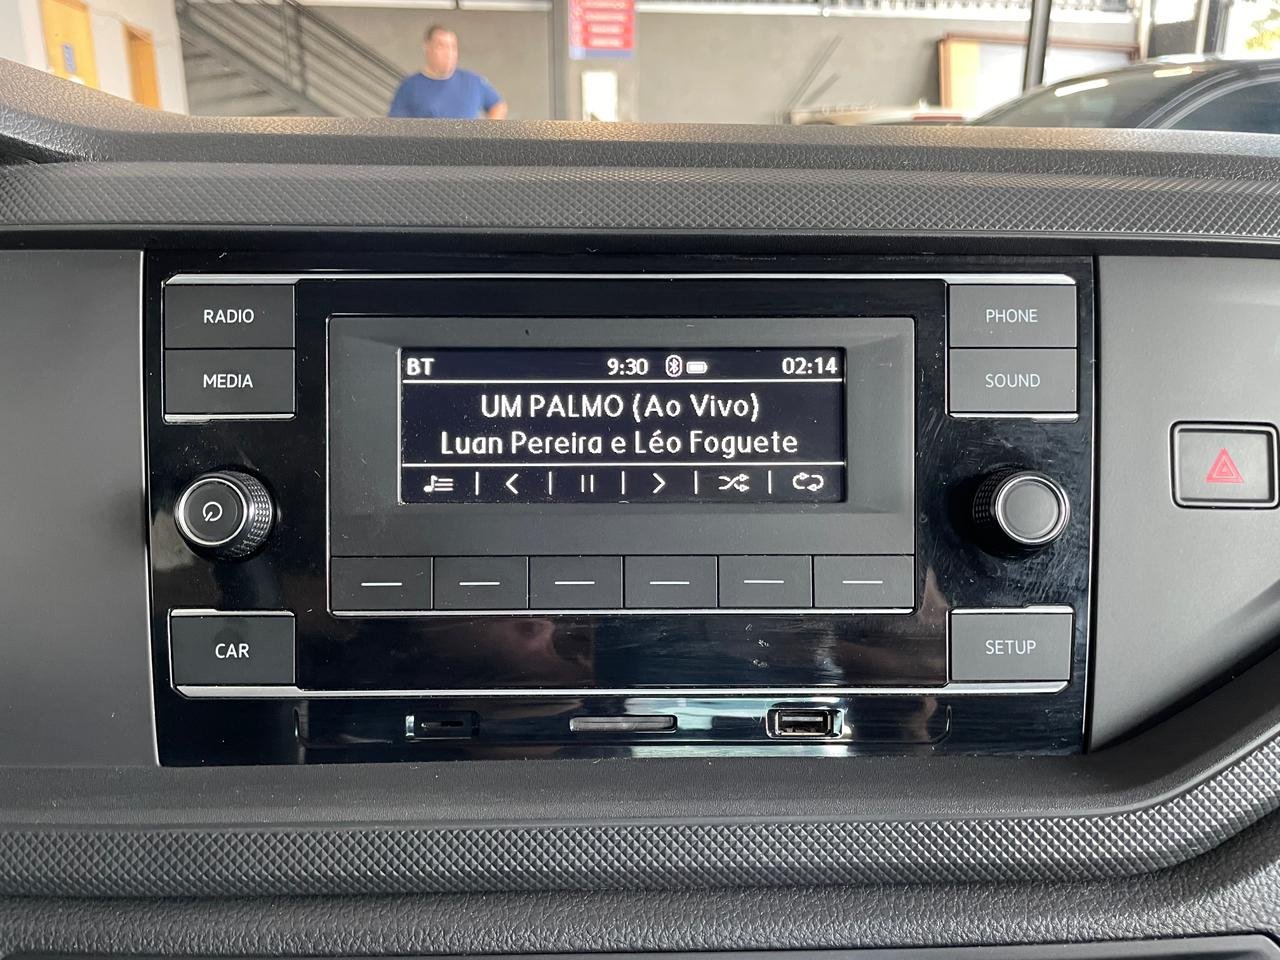 RADIO
MEDIA
BT 9:30 02:14
UM PALMO (Ao Vivo)
Luan Pereira e Léo Foguete
PHONE
SOUND
CAR
SETUP